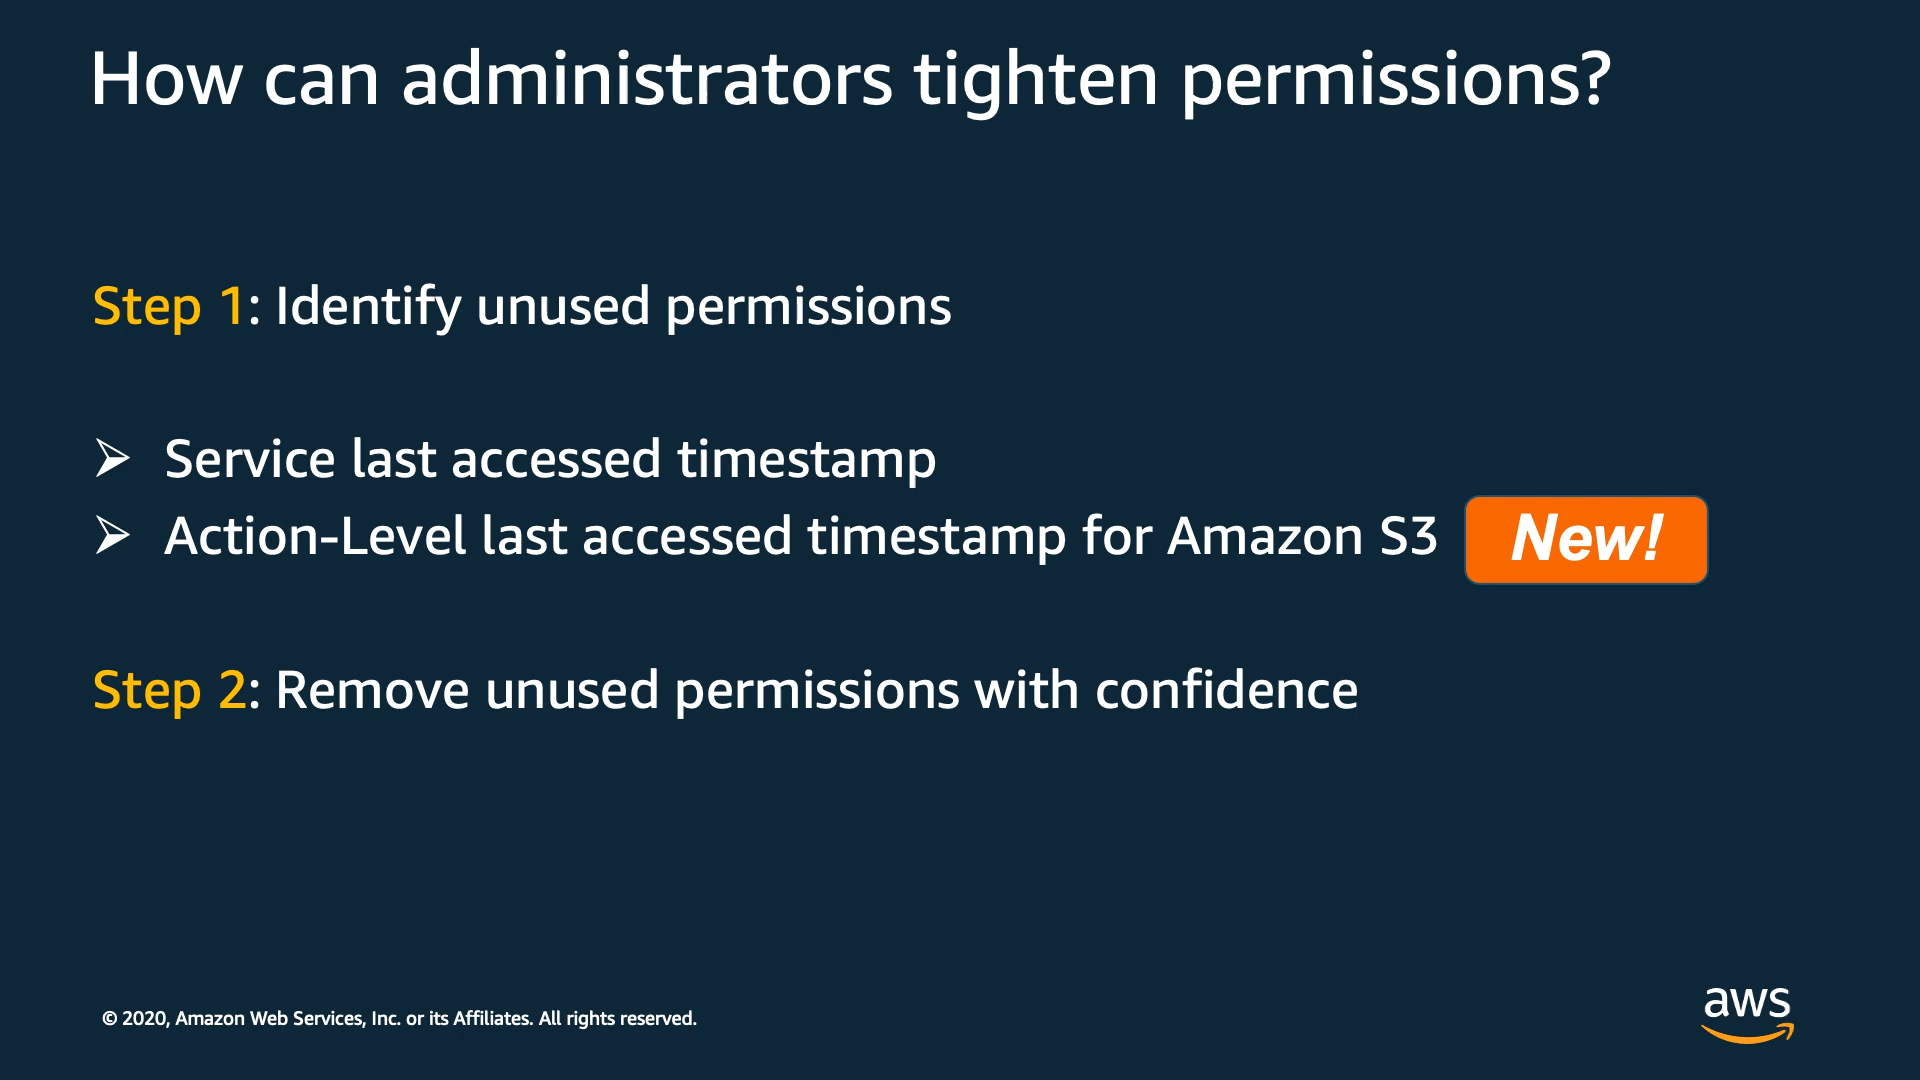 How can administrators tighten permissions?
Step 1: Identify unused permissions
➢ Service last accessed timestamp
➢ Action-Level last accessed timestamp for Amazon S3 New!
Step 2: Remove unused permissions with confidence
© 2020, Amazon Web Services, Inc. or its Affiliates. All rights reserved.
aws